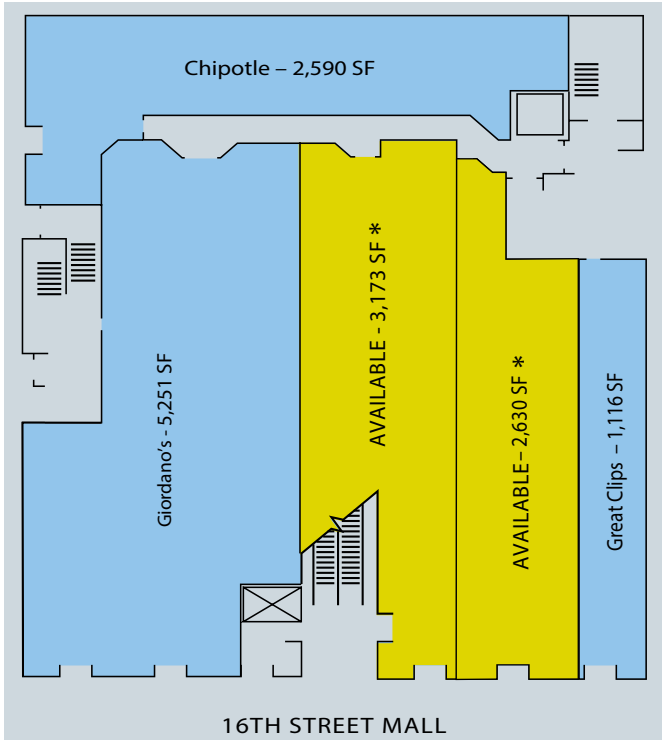 Chipotle – 2,590 SF
Giordano's - 5,251 SF
AVAILABLE - 3,173 SF *
AVAILABLE – 2,630 SF *
Great Clips – 1,116 SF
16TH STREET MALL